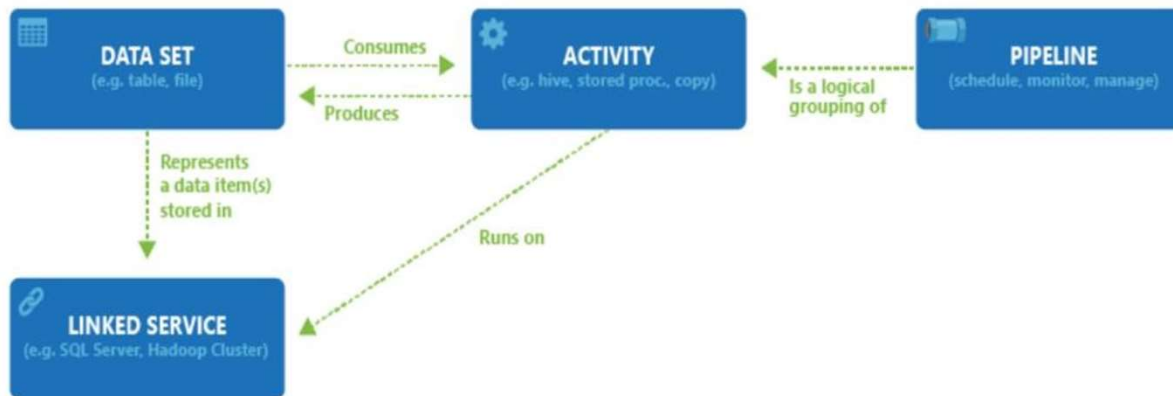 DATA SET
(e.g. table, file)
Consumes
Produces
ACTIVITY
(e.g. hive, stored proc., copy)
Is a logical
grouping of
PIPELINE
(schedule, monitor, manage)
Represents
a data item(s)
stored in
Runs on
LINKED SERVICE
(e.g. SQL Server, Hadoop Cluster)